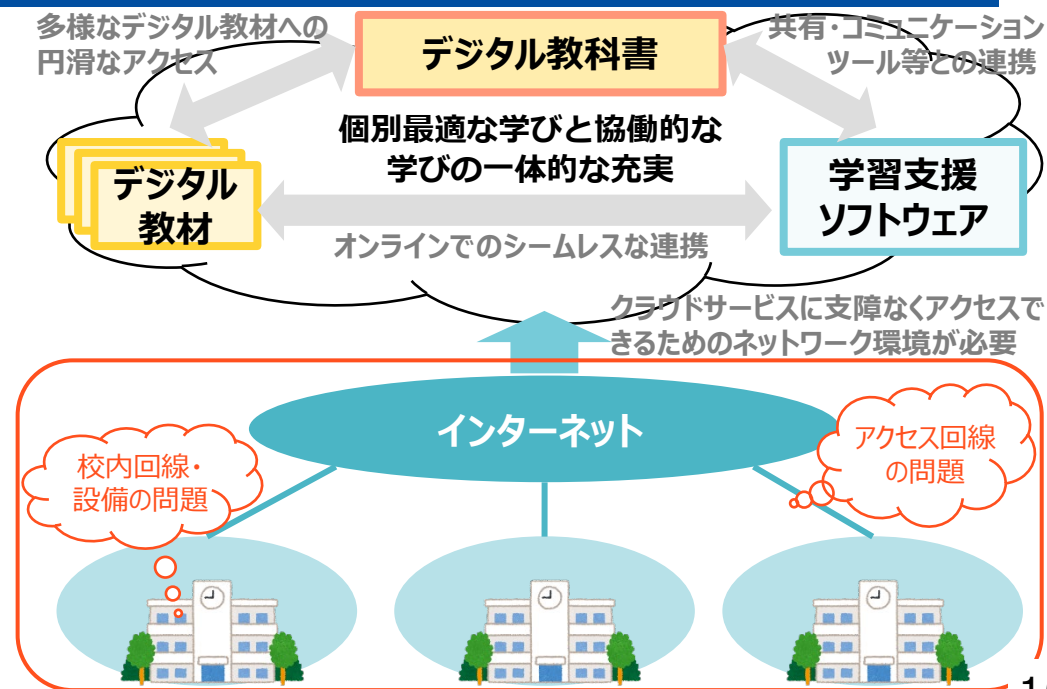 多様なデジタル教材への
円滑なアクセス
デジタル教科書
共有・コミュニケーション
ツール等との連携
個別最適な学びと協働的な
学びの一体的な充実
デジタル
教材
学習支援
ソフトウェア
オンラインでのシームレスな連携
クラウドサービスに支障なくアクセスで
きるためのネットワーク環境が必要
インターネット
アクセス回線
の問題
校内回線・
設備の問題